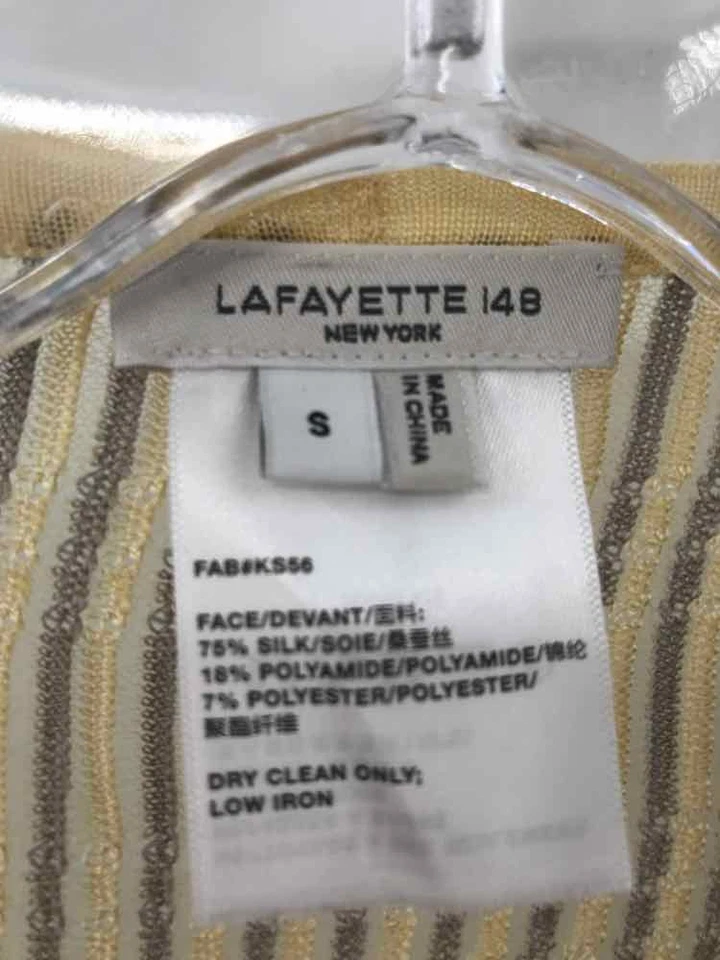 LAFAYETTE 148
NEW YORK
S
MADE
IN CHINA
FAB#KS56
FACE/DEVANT/面料:
75% SILK/SOIE/桑蚕丝
18% POLYAMIDE/POLYAMIDE/锦纶
7% POLYESTER/POLYESTER/
聚酯纤维
DRY CLEAN ONLY;
LOW IRON